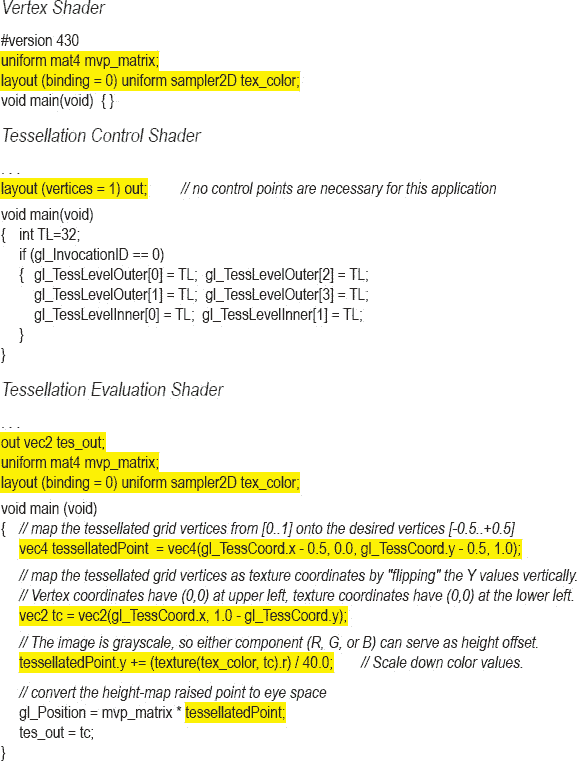 Vertex Shader
#version 430
uniform mat4 mvp_matrix;
layout (binding = 0) uniform sampler2D tex_color;
void main(void) { }
Tessellation Control Shader
. . .
layout (vertices = 1) out; // no control points are necessary for this application
void main(void)
{ int TL=32;
if (gl_InvocationID == 0)
{ gl_TessLevelOuter[0] = TL; gl_TessLevelOuter[2] = TL;
gl_TessLevelOuter[1] = TL; gl_TessLevelOuter[3] = TL;
gl_TessLevelInner[0] = TL; gl_TessLevelInner[1] = TL;
}
}
Tessellation Evaluation Shader
. . .
out vec2 tes_out;
uniform mat4 mvp_matrix;
layout (binding = 0) uniform sampler2D tex_color;
void main (void)
{ // map the tessellated grid vertices from [0..1] onto the desired vertices [-0.5..+0.5]
vec4 tessellatedPoint = vec4(gl_TessCoord.x - 0.5, 0.0, gl_TessCoord.y - 0.5, 1.0);
// map the tessellated grid vertices as texture coordinates by "flipping" the Y values vertically.
// Vertex coordinates have (0,0) at upper left, texture coordinates have (0,0) at the lower left.
vec2 tc = vec2(gl_TessCoord.x, 1.0 - gl_TessCoord.y);
// The image is grayscale, so either component (R, G, or B) can serve as height offset.
tessellatedPoint.y += (texture(tex_color, tc).r) / 40.0; // Scale down color values.
// convert the height-map raised point to eye space
gl_Position = mvp_matrix * tessellatedPoint;
tes_out = tc;
}